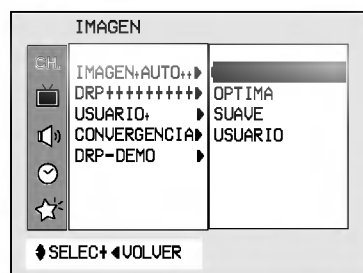 IMAGEN
CH.
IMAGEN AUTO
DRP
OPTIMA
USUARIO
SUAVE
CONVERGENCIA
USUARIO
DRP-DEMO
SELEC VOLVER